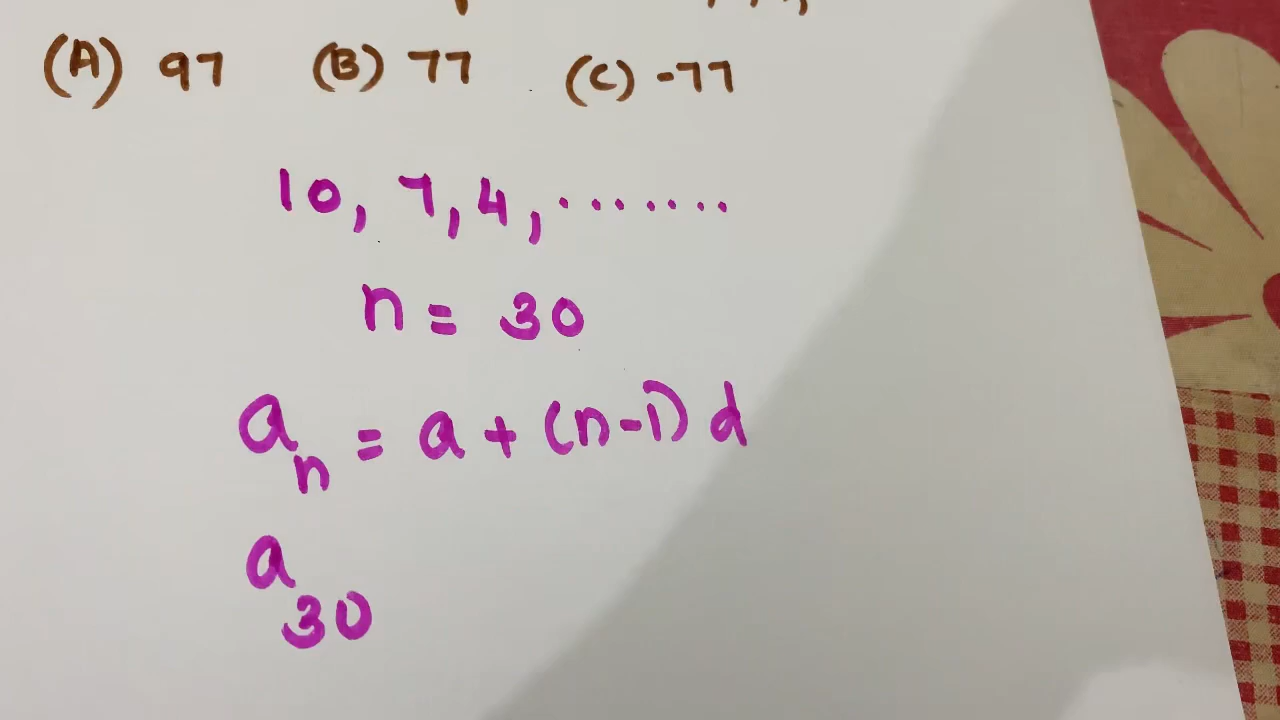 (A) 97 (B) 77 (C) -77
10, 7, 4, .......
n = 30
aₙ = a + (n-1) d
a₃₀